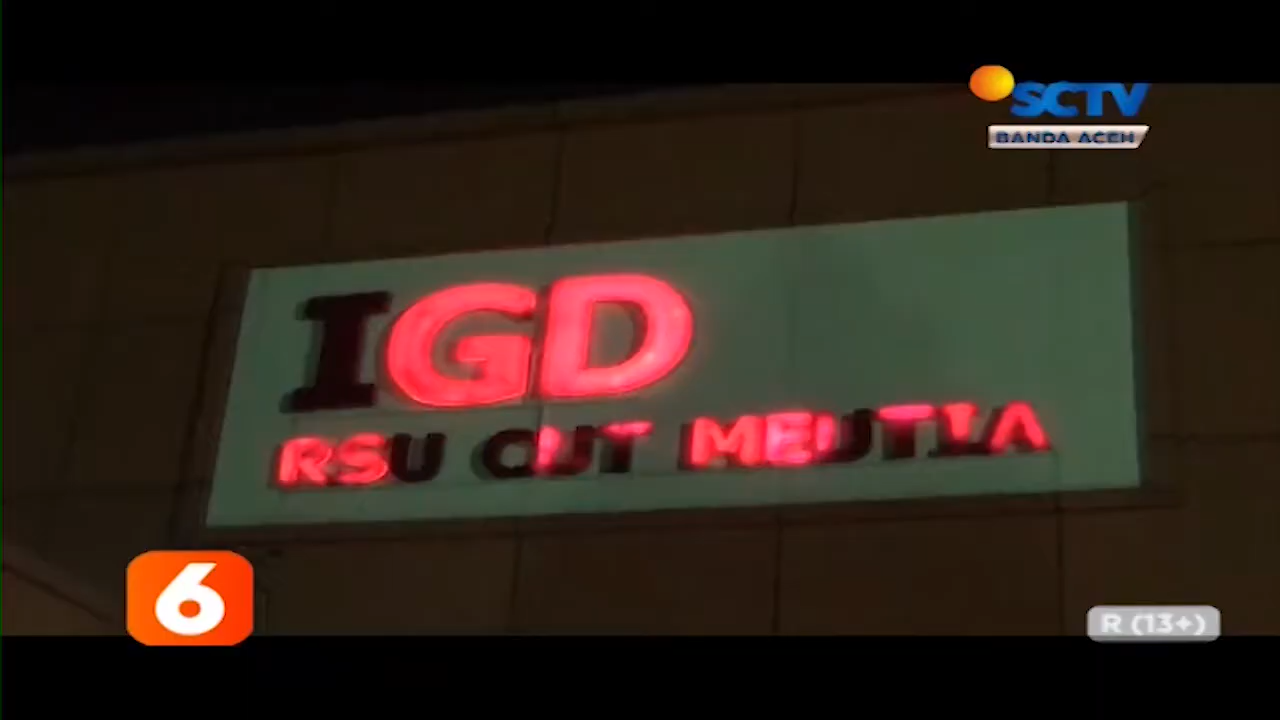 SCTV
BANDA ACEH
IGD
RSU CUT MEUTIA
6
R (13+)